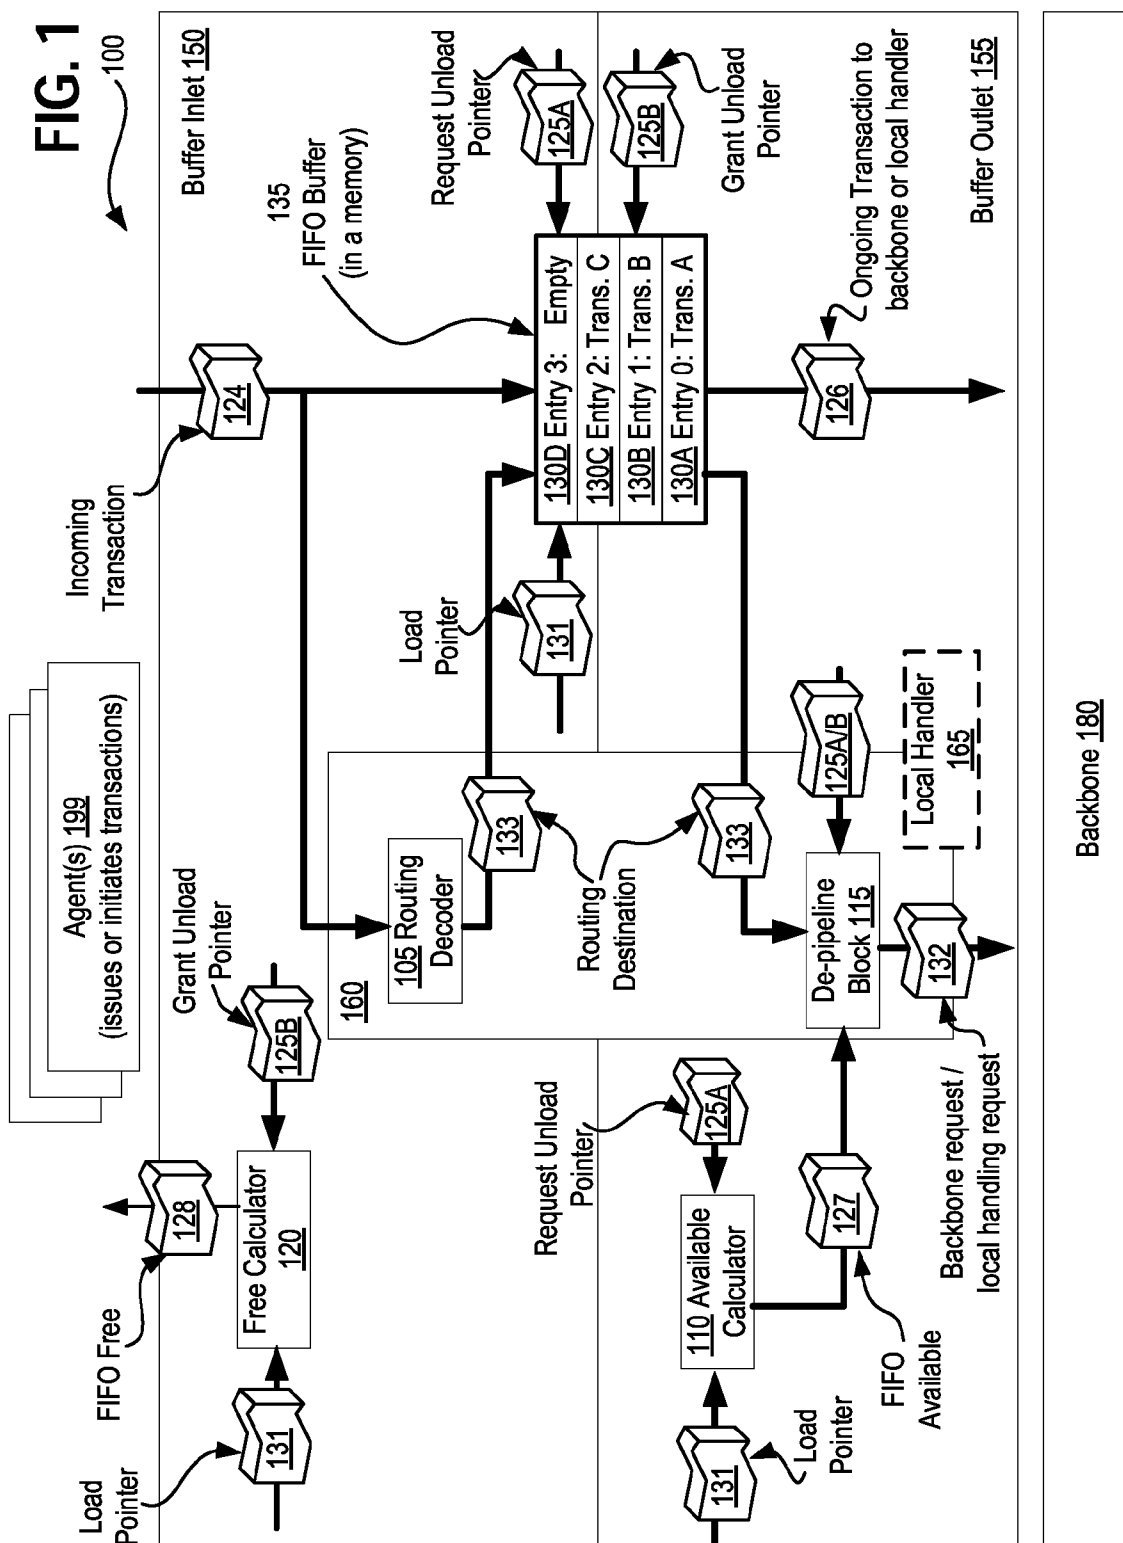 FIG. 1
100
Agent(s) 199
(issues or initiates transactions)
Buffer Inlet 150
Incoming
Transaction
124
FIFO Free
128
Load
Pointer
131
Free Calculator
120
Grant Unload
Pointer
125B
160
105 Routing
Decoder
133
Routing
Destination
133
Load
Pointer
131
135
FIFO Buffer
(in a memory)
Request Unload
Pointer
125A
130D Entry 3: Empty
130C Entry 2: Trans. C
130B Entry 1: Trans. B
130A Entry 0: Trans. A
125B
Grant Unload
Pointer
Request Unload
Pointer
125A
131
Load
Pointer
110 Available
Calculator
127
FIFO
Available
De-pipeline
Block 115
125A/B
132
Backbone request /
local handling request
Local Handler
165
126
Ongoing Transaction to
backbone or local handler
Buffer Outlet 155
Backbone 180